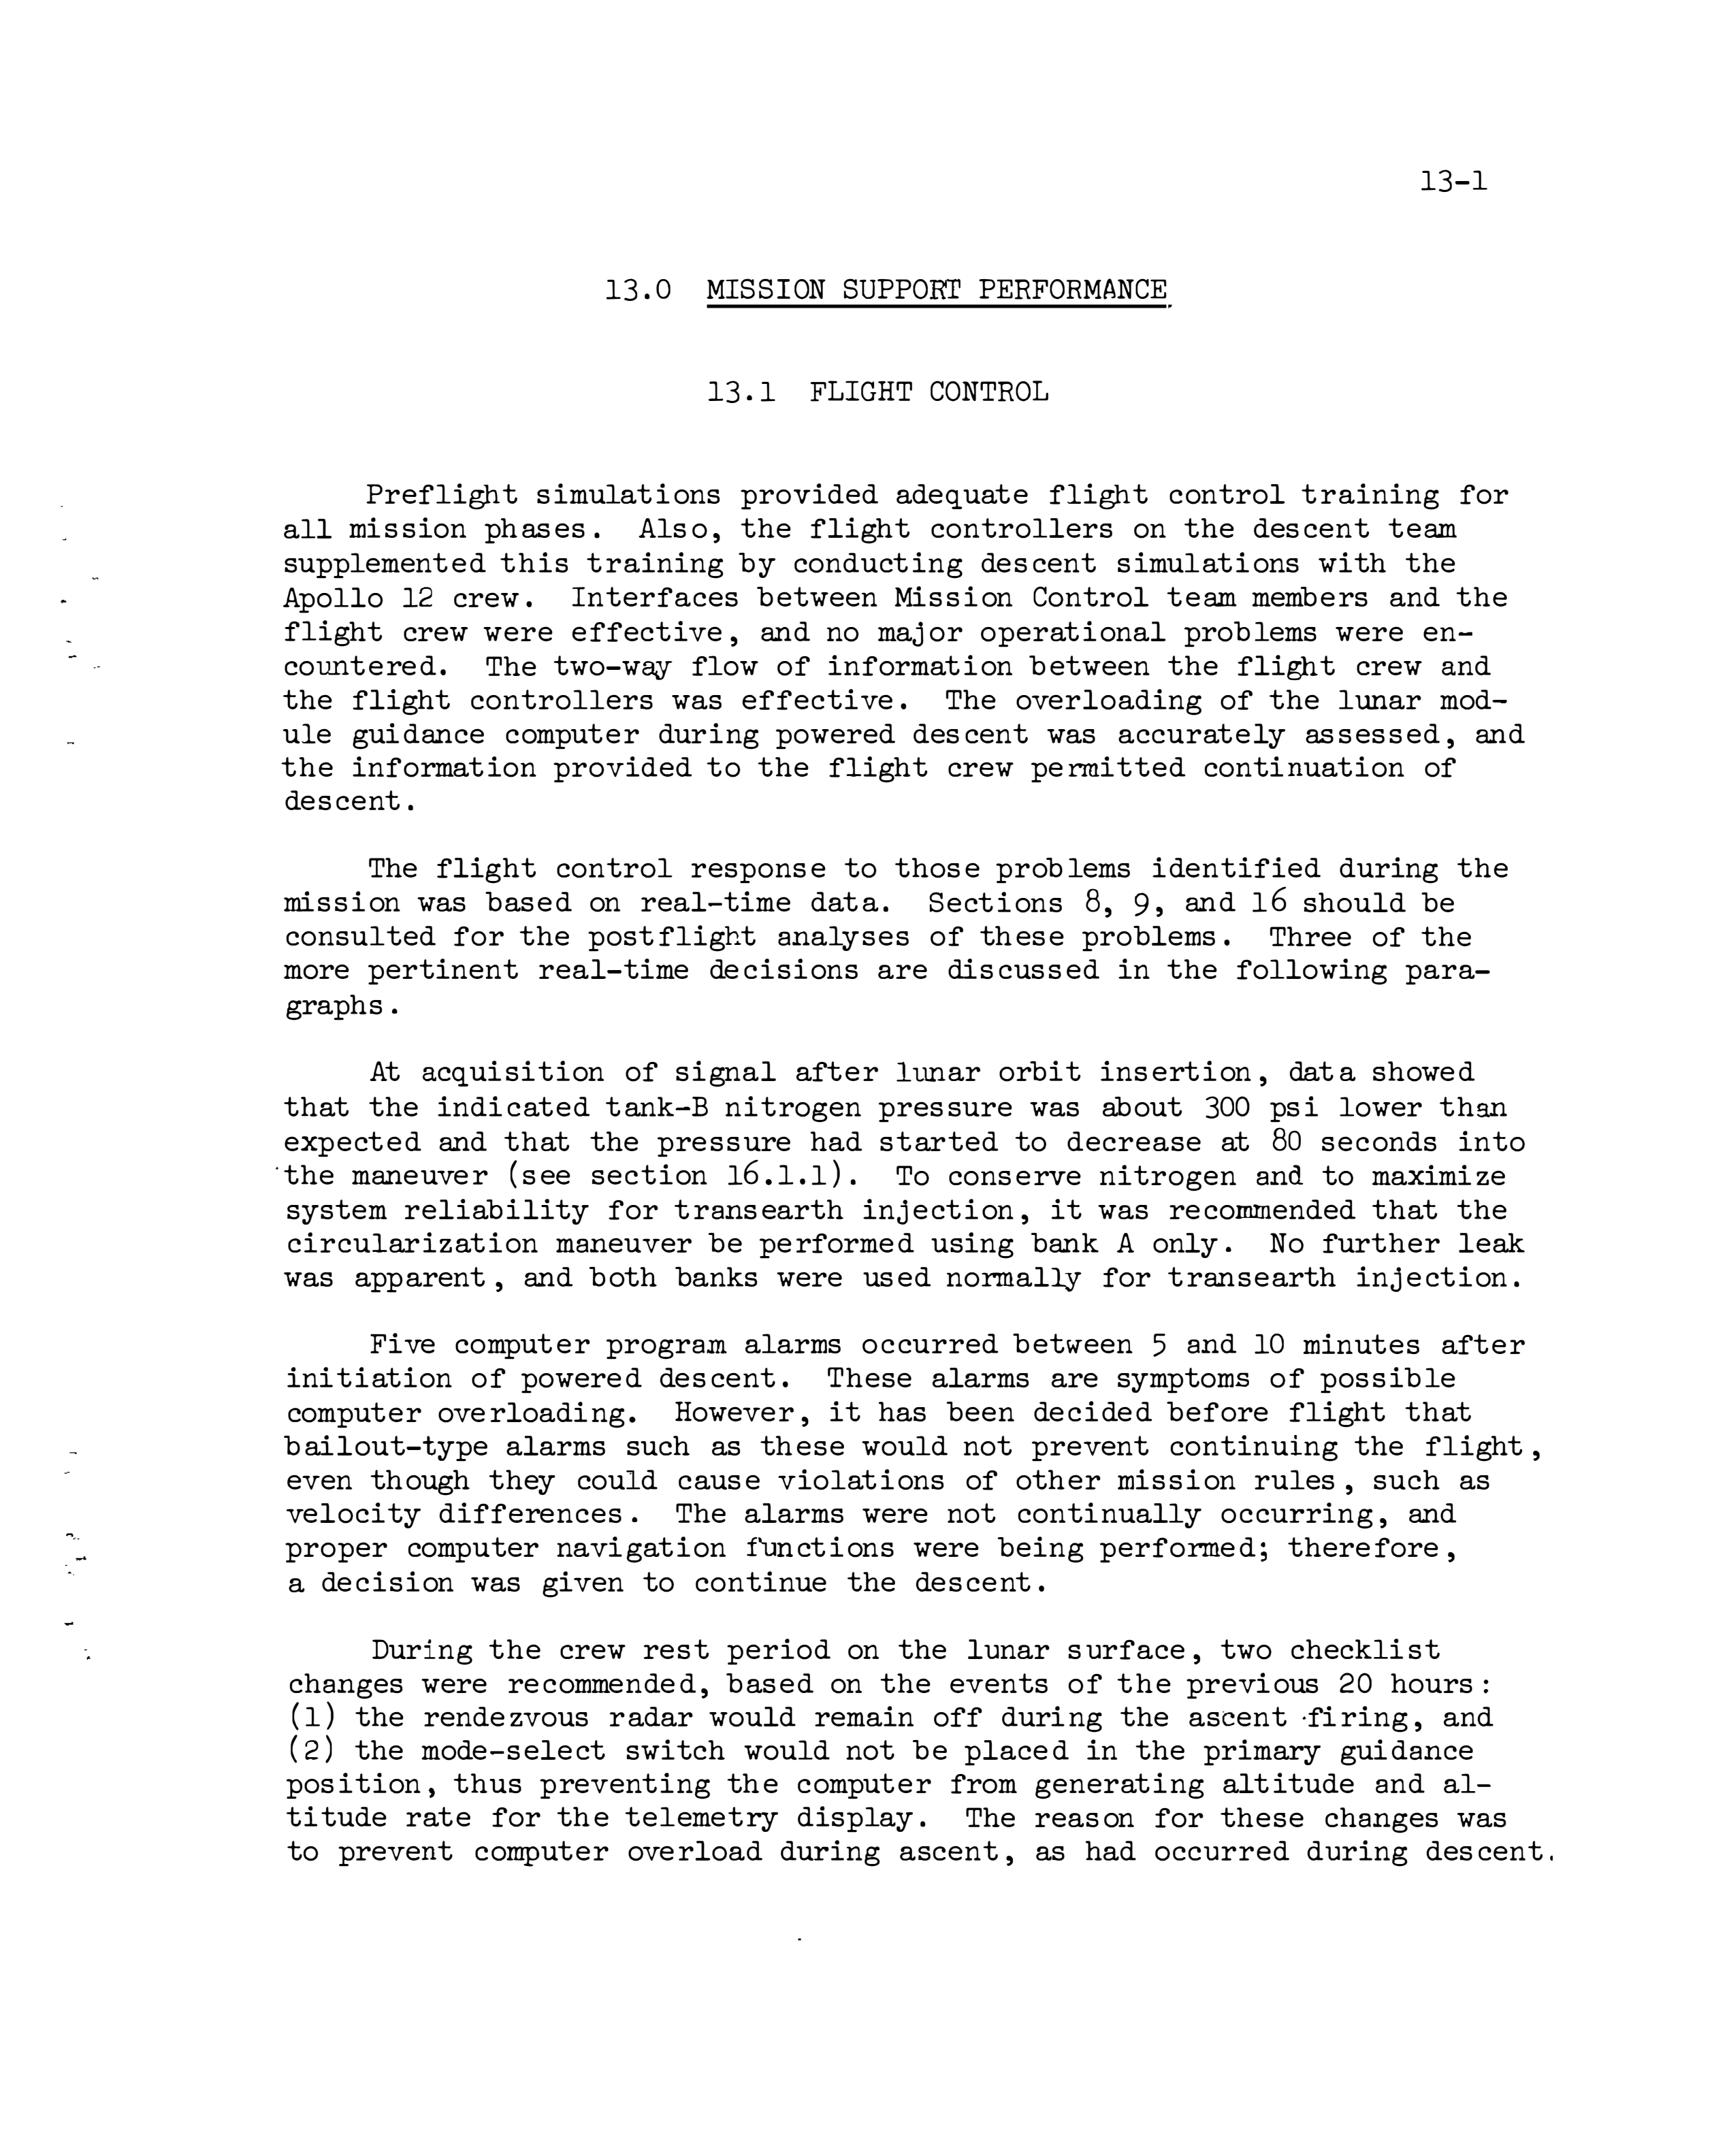 13-1
13.0 MISSION SUPPORT PERFORMANCE
13.1 FLIGHT CONTROL
Preflight simulations provided adequate flight control training for
all mission phases. Also, the flight controllers on the descent team
supplemented this training by conducting descent simulations with the
Apollo 12 crew. Interfaces between Mission Control team members and the
flight crew were effective, and no major operational problems were en-
countered. The two-way flow of information between the flight crew and
the flight controllers was effective. The overloading of the lunar mod-
ule guidance computer during powered descent was accurately assessed, and
the information provided to the flight crew permitted continuation of
descent.
The flight control response to those problems identified during the
mission was based on real-time data. Sections 8, 9, and 16 should be
consulted for the postflight analyses of these problems. Three of the
more pertinent real-time decisions are discussed in the following para-
graphs.
At acquisition of signal after lunar orbit insertion, data showed
that the indicated tank-B nitrogen pressure was about 300 psi lower than
expected and that the pressure had started to decrease at 80 seconds into
the maneuver (see section 16.1.1). To conserve nitrogen and to maximize
system reliability for transearth injection, it was recommended that the
circularization maneuver be performed using bank A only. No further leak
was apparent, and both banks were used normally for transearth injection.
Five computer program alarms occurred between 5 and 10 minutes after
initiation of powered descent. These alarms are symptoms of possible
computer overloading. However, it has been decided before flight that
bailout-type alarms such as these would not prevent continuing the flight,
even though they could cause violations of other mission rules, such as
velocity differences. The alarms were not continually occurring, and
proper computer navigation functions were being performed; therefore,
a decision was given to continue the descent.
During the crew rest period on the lunar surface, two checklist
changes were recommended, based on the events of the previous 20 hours:
(1) the rendezvous radar would remain off during the ascent firing, and
(2) the mode-select switch would not be placed in the primary guidance
position, thus preventing the computer from generating altitude and al-
titude rate for the telemetry display. The reason for these changes was
to prevent computer overload during ascent, as had occurred during descent.